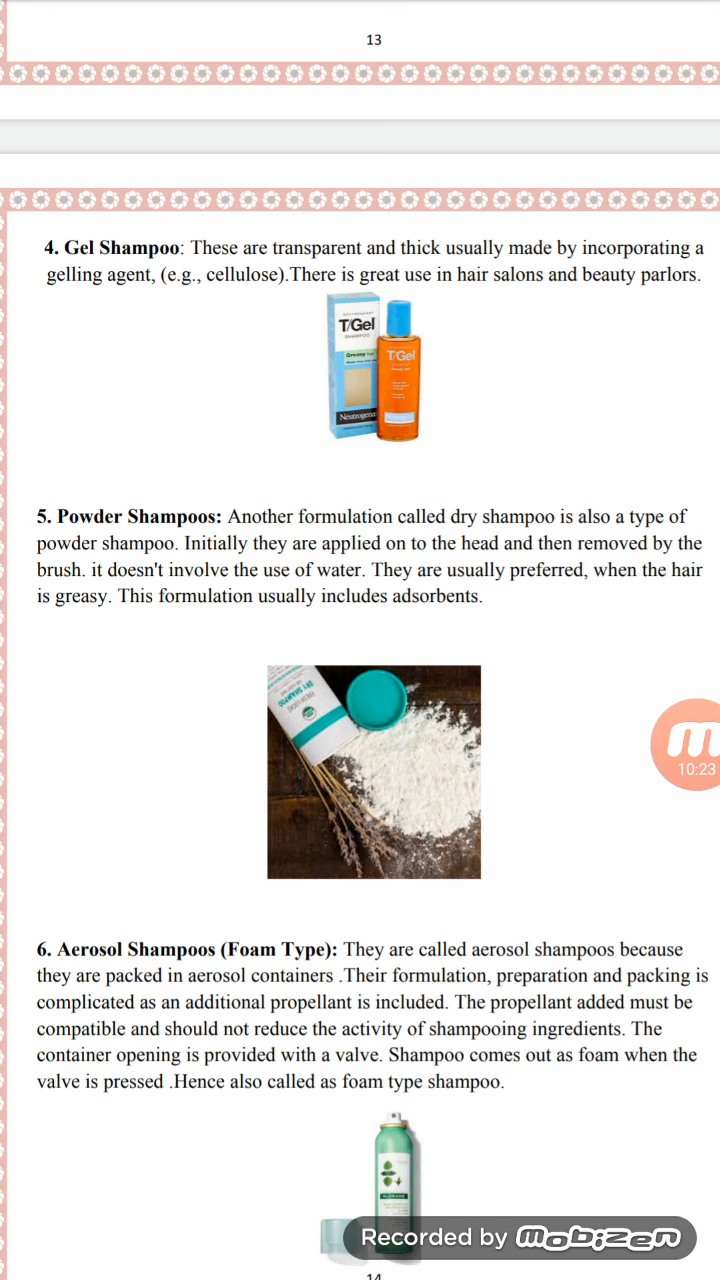 13
4. Gel Shampoo: These are transparent and thick usually made by incorporating a
gelling agent, (e.g., cellulose).There is great use in hair salons and beauty parlors.
T/Gel
SHAMPOO
Neutrogena
T/Gel
5. Powder Shampoos: Another formulation called dry shampoo is also a type of
powder shampoo. Initially they are applied on to the head and then removed by the
brush. it doesn't involve the use of water. They are usually preferred, when the hair
is greasy. This formulation usually includes adsorbents.
DRY SHAMPOO
10:23
6. Aerosol Shampoos (Foam Type): They are called aerosol shampoos because
they are packed in aerosol containers .Their formulation, preparation and packing is
complicated as an additional propellant is included. The propellant added must be
compatible and should not reduce the activity of shampooing ingredients. The
container opening is provided with a valve. Shampoo comes out as foam when the
valve is pressed .Hence also called as foam type shampoo.
KLORANE
Recorded by mobizen
14